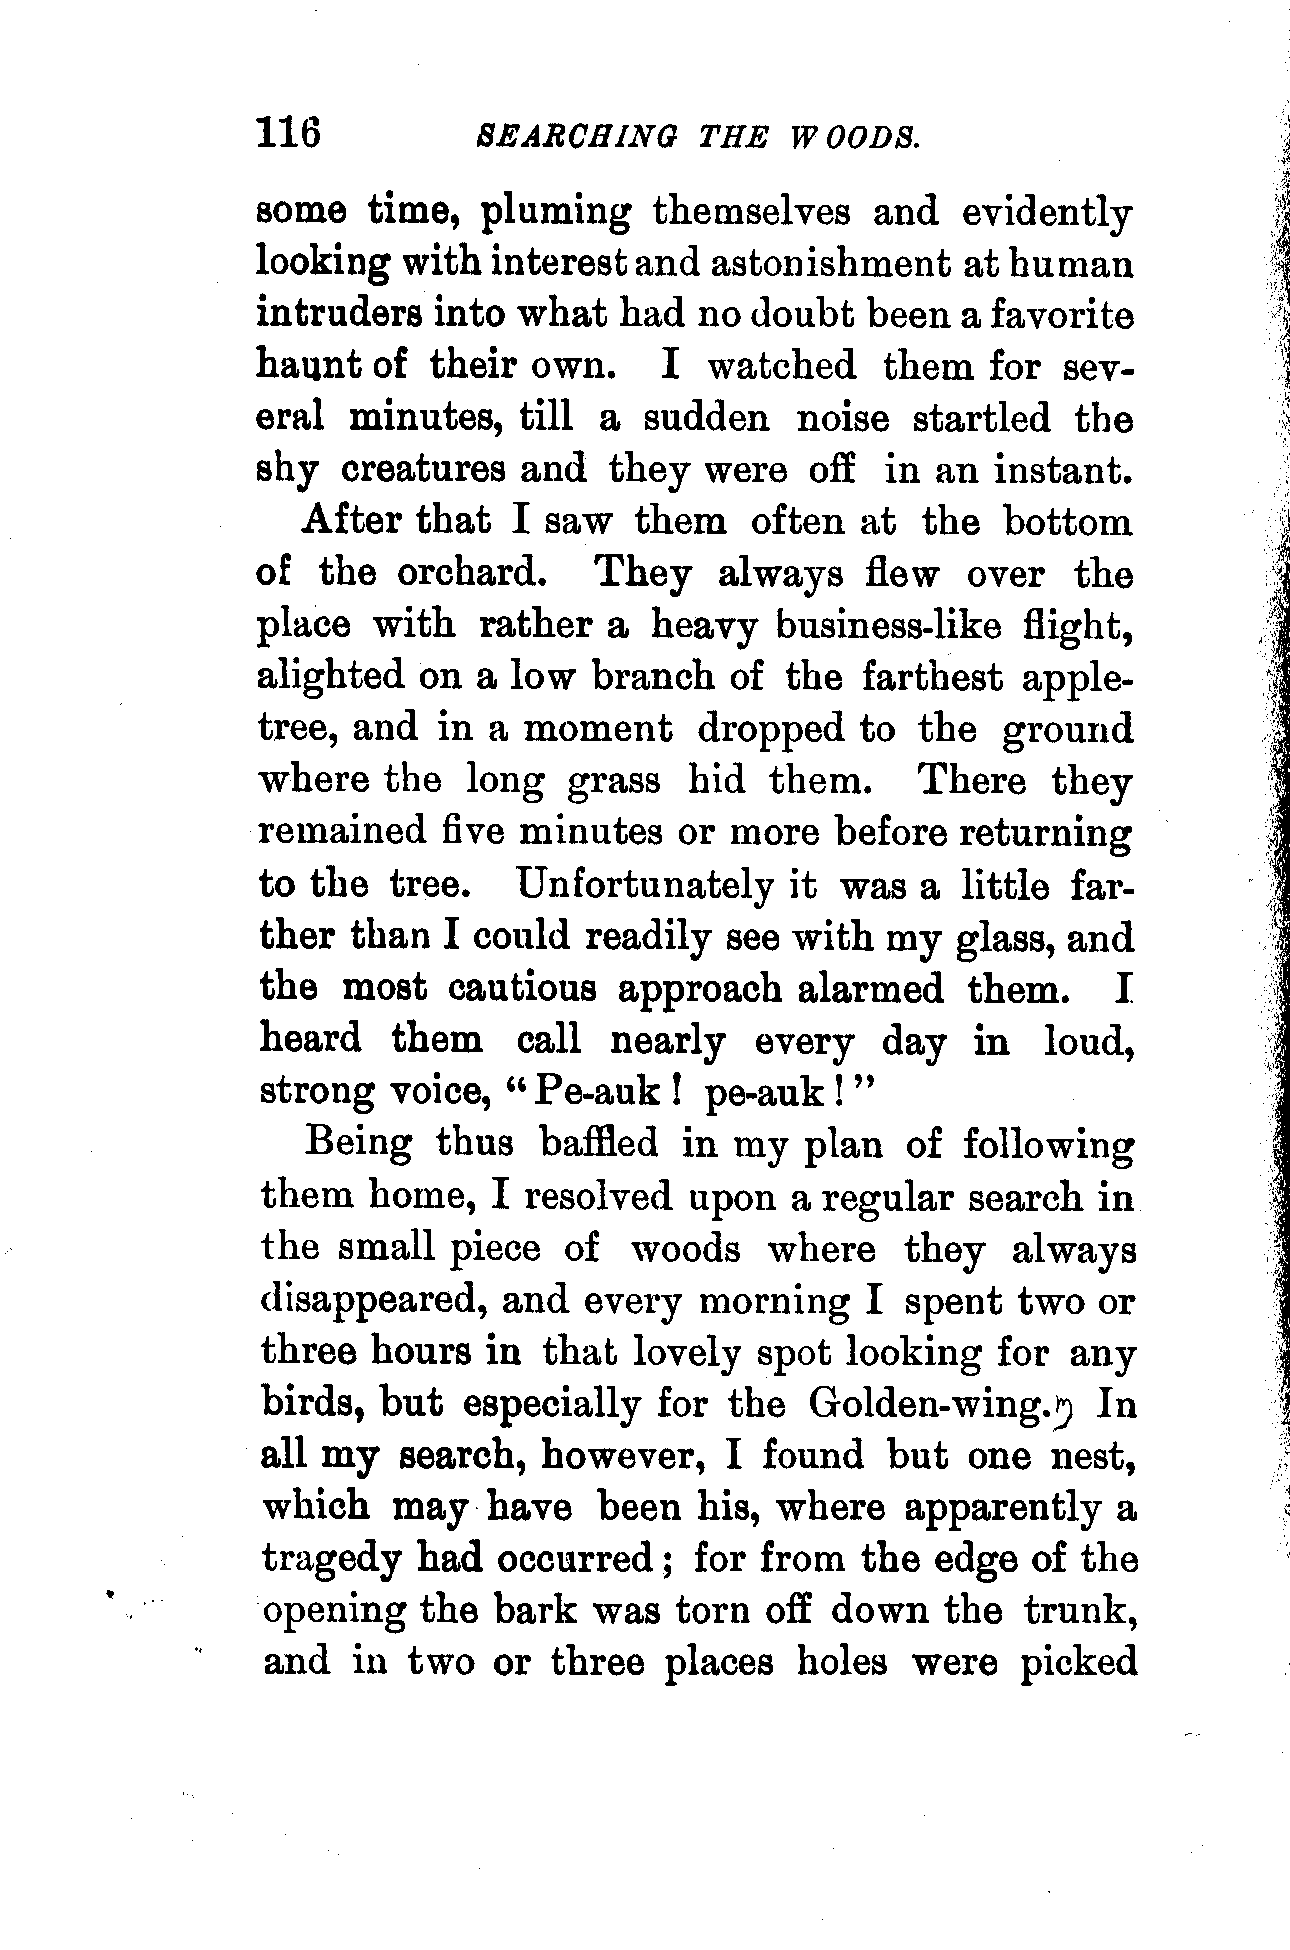 116 SEARCHING THE WOODS.
some time, pluming themselves and evidently
looking with interest and astonishment at human
intruders into what had no doubt been a favorite
haunt of their own. I watched them for sev-
eral minutes, till a sudden noise startled the
shy creatures and they were off in an instant.
After that I saw them often at the bottom
of the orchard. They always flew over the
place with rather a heavy business-like flight,
alighted on a low branch of the farthest apple-
tree, and in a moment dropped to the ground
where the long grass hid them. There they
remained five minutes or more before returning
to the tree. Unfortunately it was a little far-
ther than I could readily see with my glass, and
the most cautious approach alarmed them. I
heard them call nearly every day in loud,
strong voice, "Pe-auk! pe-auk!"
Being thus baffled in my plan of following
them home, I resolved upon a regular search in
the small piece of woods where they always
disappeared, and every morning I spent two or
three hours in that lovely spot looking for any
birds, but especially for the Golden-wing. In
all my search, however, I found but one nest,
which may have been his, where apparently a
tragedy had occurred; for from the edge of the
opening the bark was torn off down the trunk,
and in two or three places holes were picked